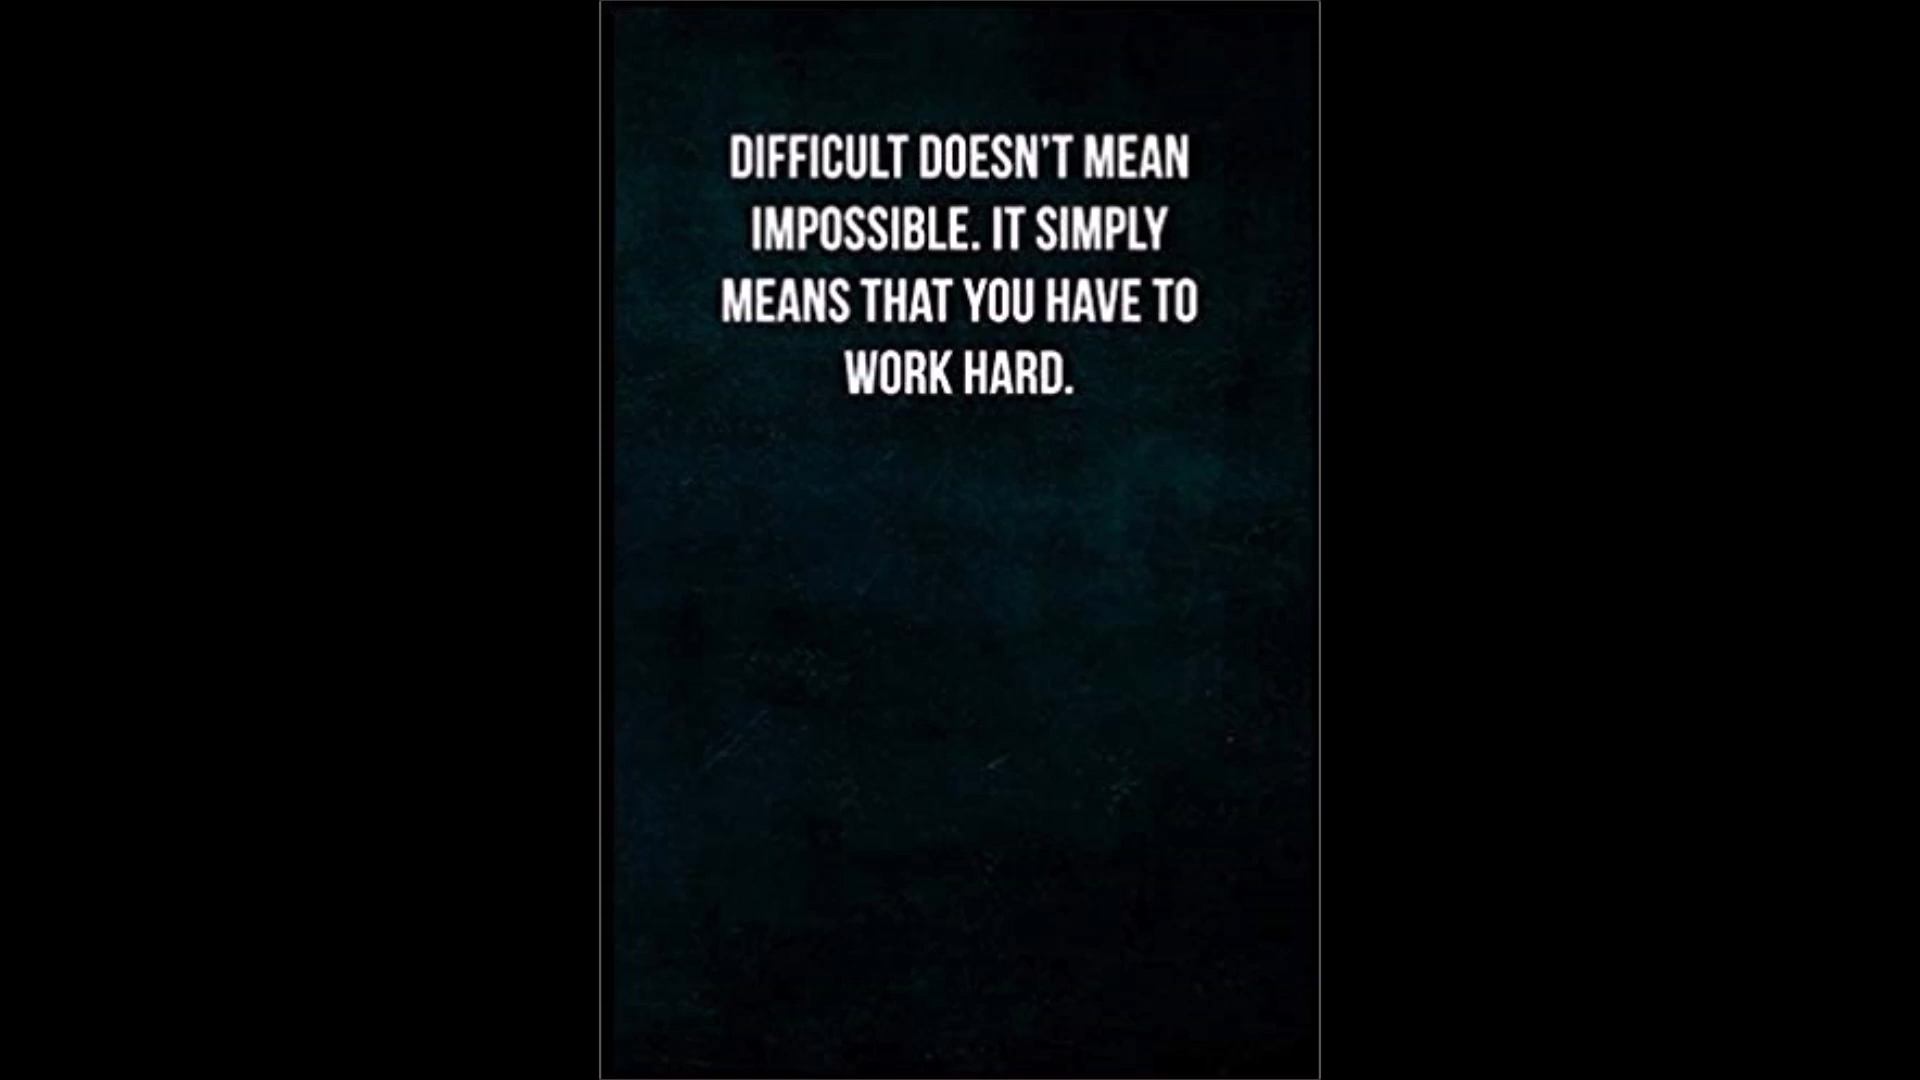 DIFFICULT DOESN’T MEAN
IMPOSSIBLE. IT SIMPLY
MEANS THAT YOU HAVE TO
WORK HARD.